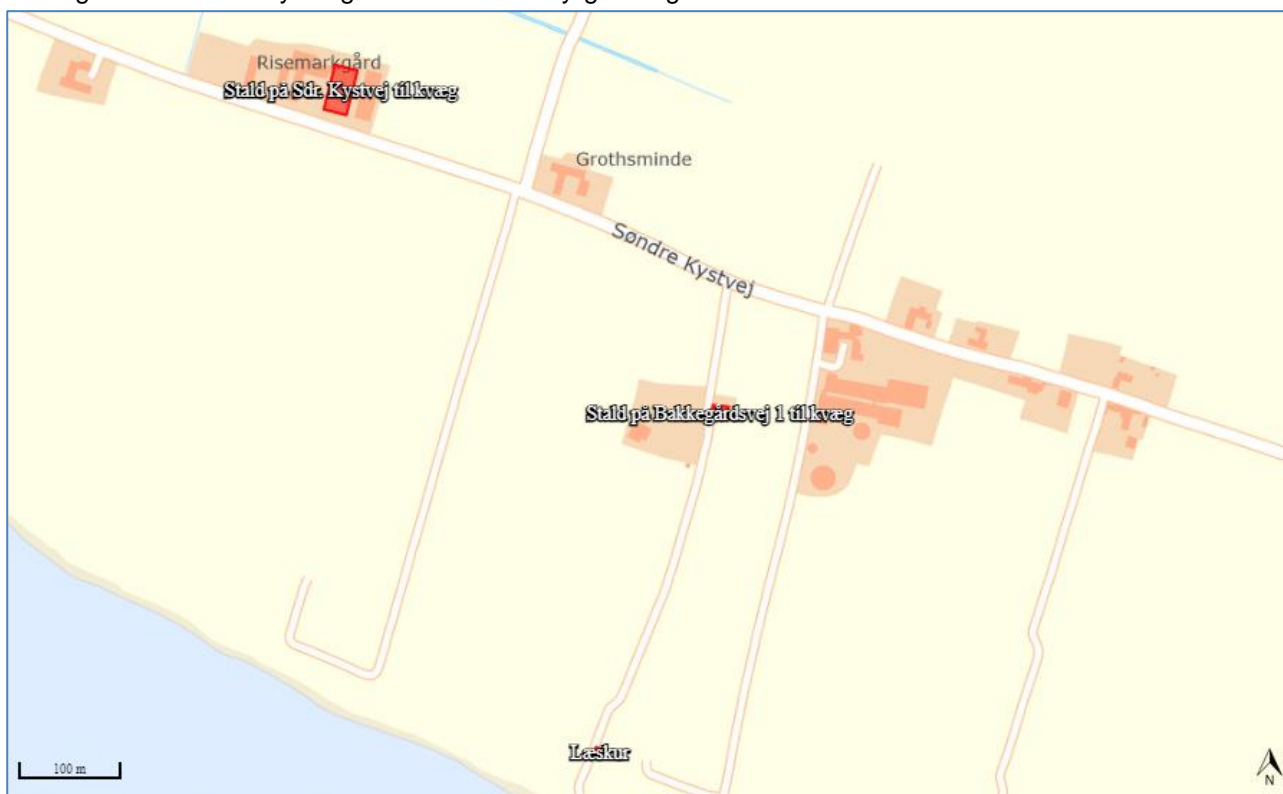 Risemarkgård
Stald på Sdr. Kystvej til kvæg
Grothsminde
Søndre Kystvej
Stald på Bakkegårdsvej 1 til kvæg
Læskur
100 m
N